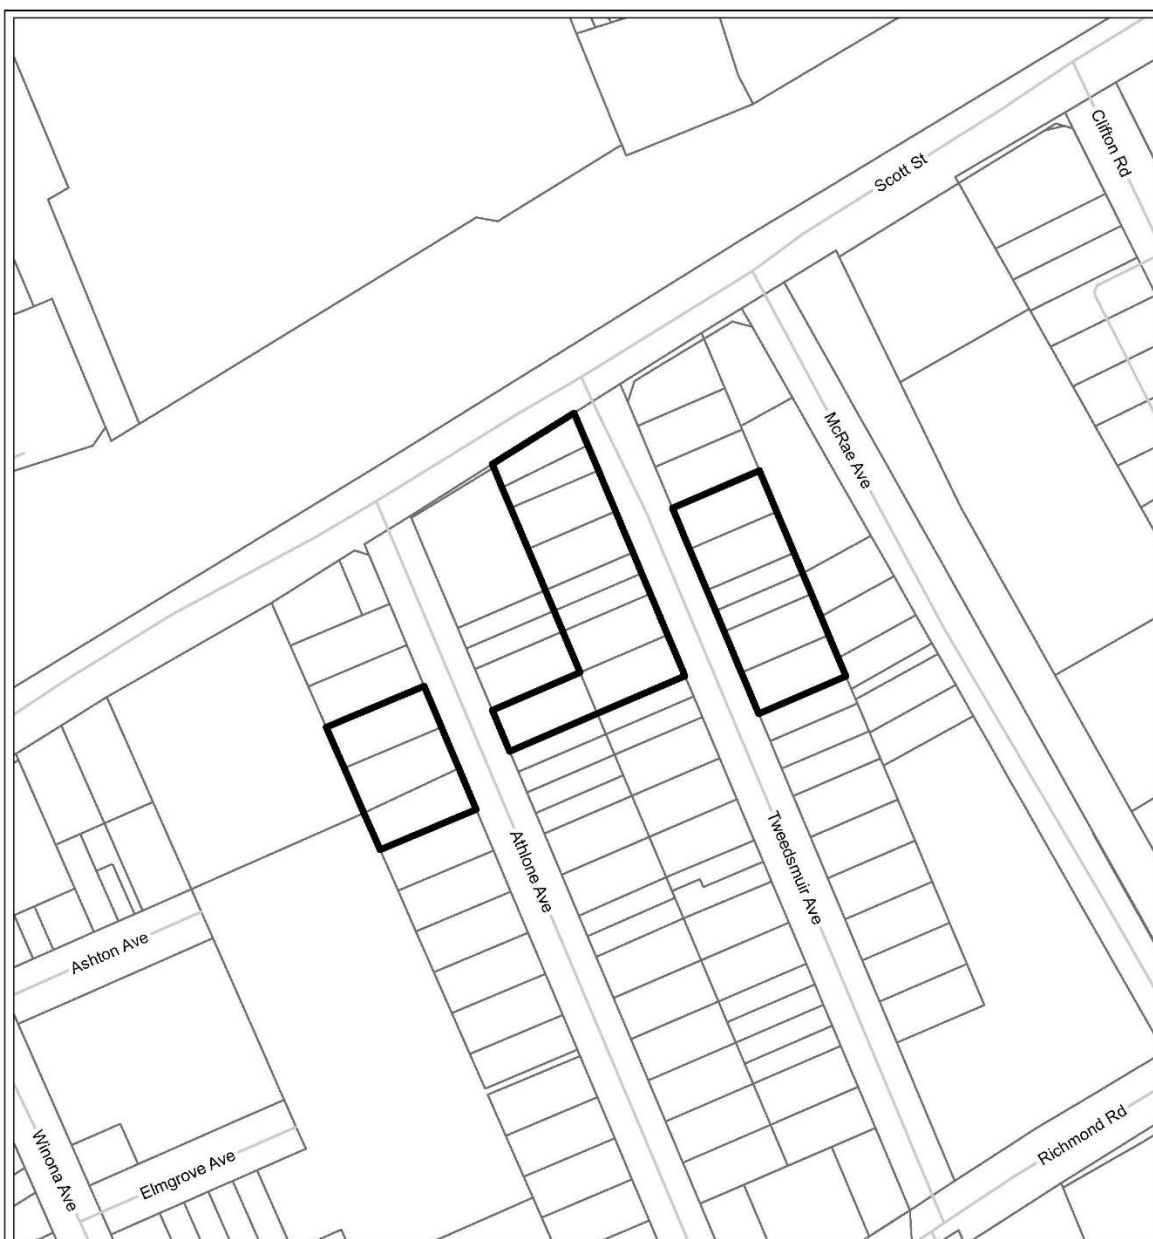 Clifton Rd
Scott St
McRae Ave
Athlone Ave
Tweedsmuir Ave
Ashton Ave
Richmond Rd
Winona Ave
Elmgrove Ave